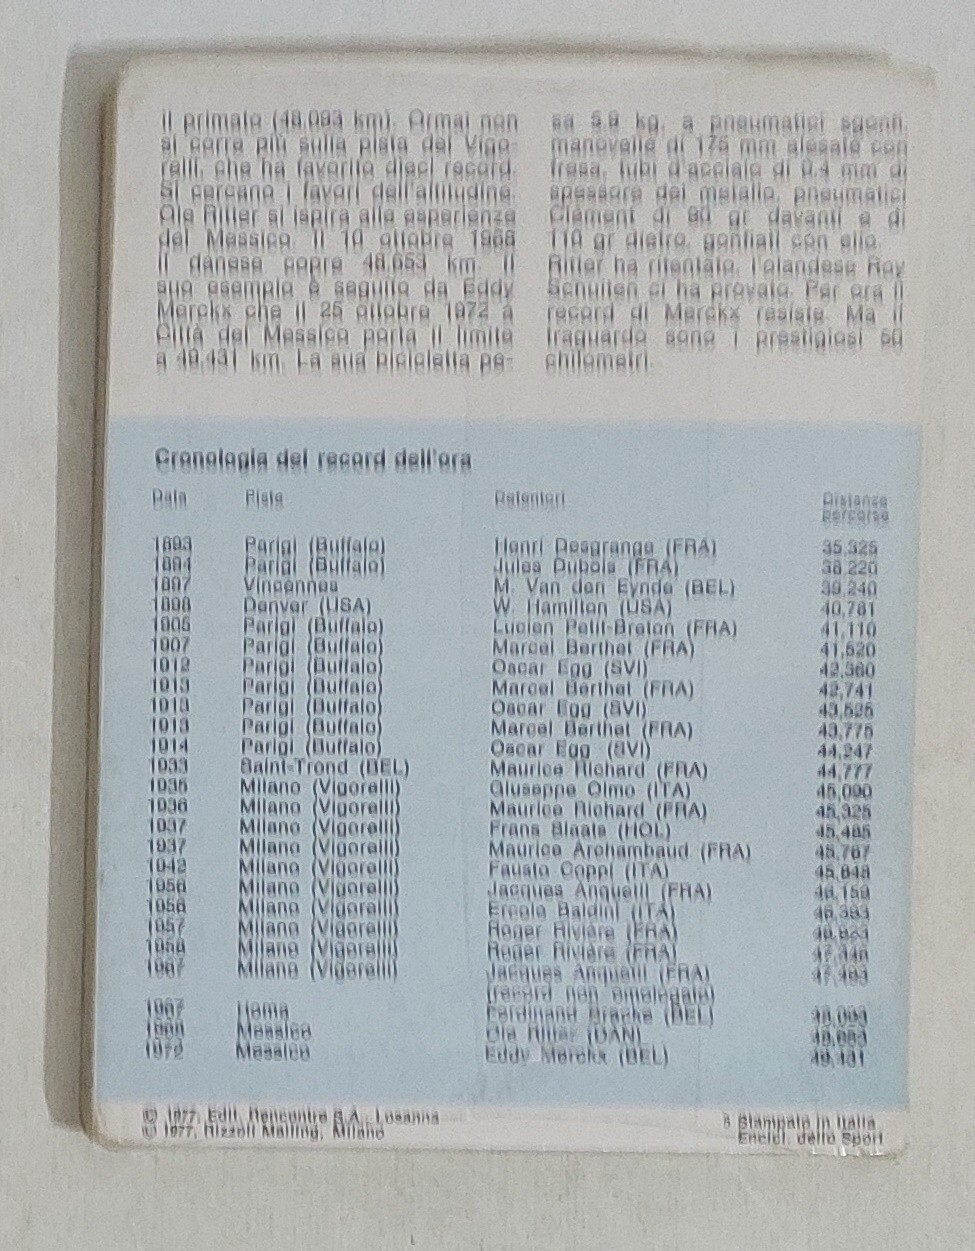 il primato (48,093 km). Ormai non
si corre più sulla pista del Vigo-
relli, che ha favorito dieci record.
Si cercano i favori dell'altitudine.
Ole Ritter si ispira alle esperienze
del Messico. Il 10 ottobre 1968
il danese copre 48,653 km. Il
suo esempio è seguito da Eddy
Merckx che il 25 ottobre 1972 a
Città del Messico porta il limite
a 49,431 km. La sua bicicletta pe-
sa 5,9 kg, a pneumatici sgonfi,
manovelle di 175 mm alesate con
fresa, tubi d'acciaio di 0,4 mm di
spessore del metallo, pneumatici
Clément di 90 gr davanti e di
110 gr dietro, gonfiati con elio.
Ritter ha ritentato, l'olandese Roy
Schuiten ci ha provato. Per ora il
record di Merckx resiste. Ma il
traguardo sono i prestigiosi 50
chilometri.
Cronologia del record dell'ora
Data Pista Detentori Distanze
percorse
1893 Parigi (Buffalo) Henri Desgrange (FRA) 35,325
1894 Parigi (Buffalo) Jules Dubois (FRA) 38,220
1897 Vincennes M. Van den Eynde (BEL) 39,240
1898 Denver (USA) W. Hamilton (USA) 40,781
1905 Parigi (Buffalo) Lucien Petit-Breton (FRA) 41,110
1907 Parigi (Buffalo) Marcel Berthet (FRA) 41,520
1912 Parigi (Buffalo) Oscar Egg (SVI) 42,360
1913 Parigi (Buffalo) Marcel Berthet (FRA) 42,741
1913 Parigi (Buffalo) Oscar Egg (SVI) 43,525
1913 Parigi (Buffalo) Marcel Berthet (FRA) 43,775
1914 Parigi (Buffalo) Oscar Egg (SVI) 44,247
1933 Saint-Trond (BEL) Maurice Richard (FRA) 44,777
1935 Milano (Vigorelli) Giuseppe Olmo (ITA) 45,090
1936 Milano (Vigorelli) Maurice Richard (FRA) 45,325
1937 Milano (Vigorelli) Frans Slaats (HOL) 45,485
1937 Milano (Vigorelli) Maurice Archambaud (FRA) 45,767
1942 Milano (Vigorelli) Fausto Coppi (ITA) 45,848
1956 Milano (Vigorelli) Jacques Anquetil (FRA) 46,159
1956 Milano (Vigorelli) Ercole Baldini (ITA) 46,393
1957 Milano (Vigorelli) Roger Rivière (FRA) 46,923
1958 Milano (Vigorelli) Roger Rivière (FRA) 47,346
1967 Milano (Vigorelli) Jacques Anquetil (FRA) 47,493
(record non omologato)
1967 Roma Ferdinand Bracke (BEL) 48,093
1968 Messico Ole Ritter (DAN) 48,653
1972 Messico Eddy Merckx (BEL) 49,431
© 1977, Edit. Rencontre S.A., Losanna
© 1977, Rizzoli Mailing, Milano
Stampato in Italia
Encicl. dello Sport